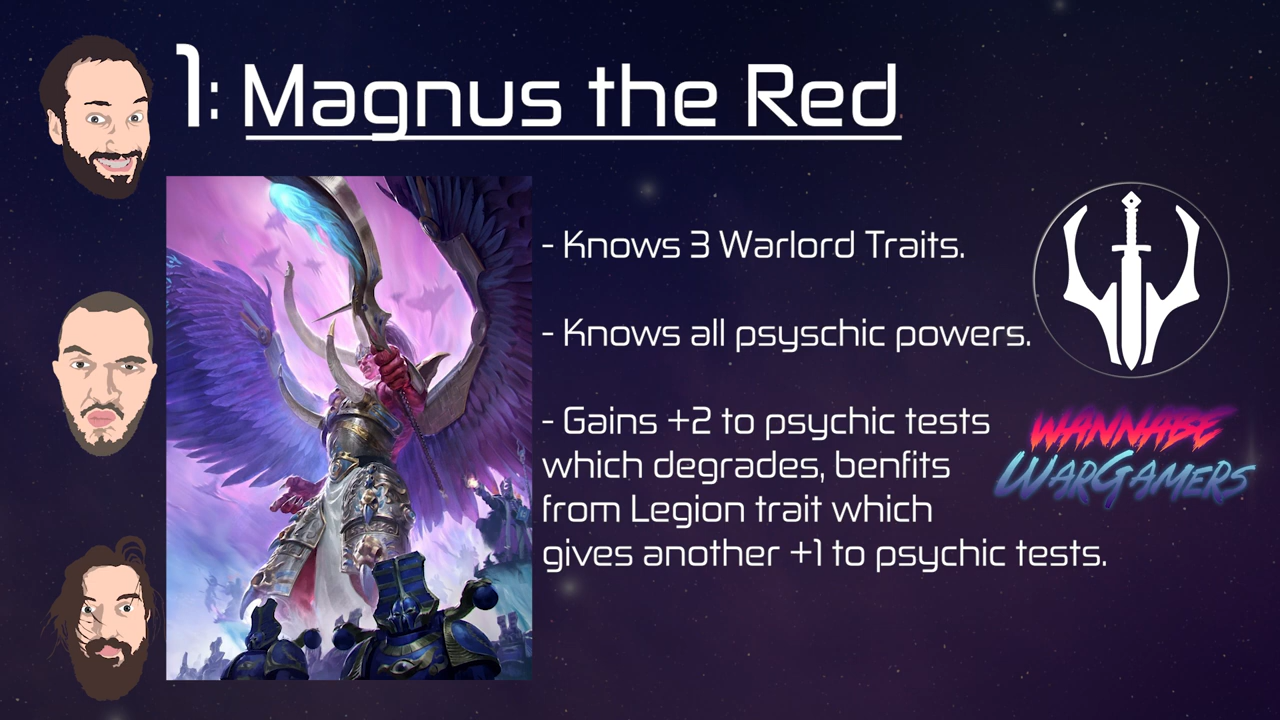 1: Magnus the Red
- Knows 3 Warlord Traits.
- Knows all psyschic powers.
- Gains +2 to psychic tests
which degrades, benfits
from Legion trait which
gives another +1 to psychic tests.
WANNABE
WARGAMERS